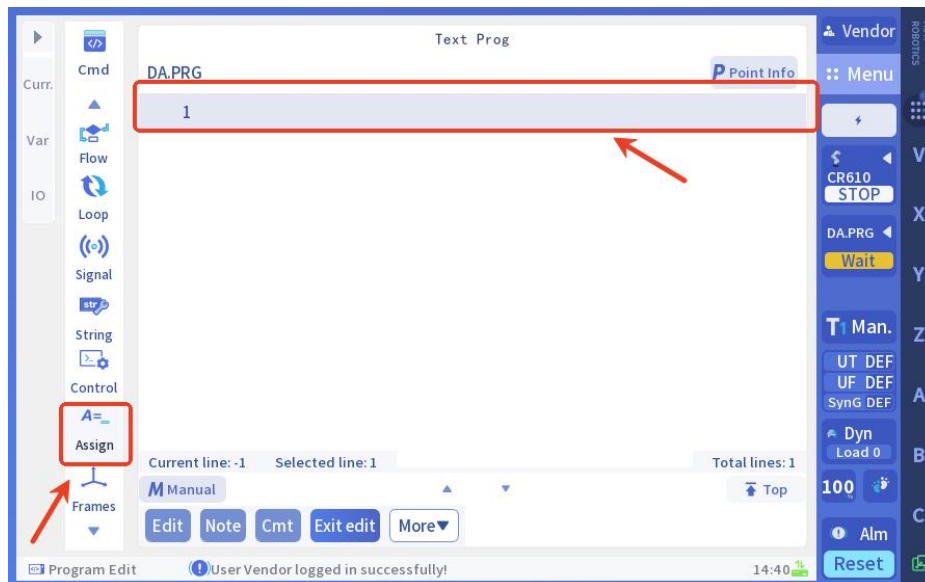 Text Prog
DA.PRG
P Point Info
1
Curr.
Var
IO
</>
Cmd
Flow
Loop
Signal
str
String
Control
A=_
Assign
Frames
Current line: -1 Selected line: 1 Total lines: 1
M Manual
Top
Edit Note Cmt Exit edit More▼
Program Edit
User Vendor logged in successfully!
14:40
Vendor
Menu
CR610
STOP
DA.PRG
Wait
T1 Man.
UT DEF
UF DEF
SynG DEF
Dyn
Load 0
100 %
Alm
Reset
ROBOTICS
V
X
Y
Z
A
B
C